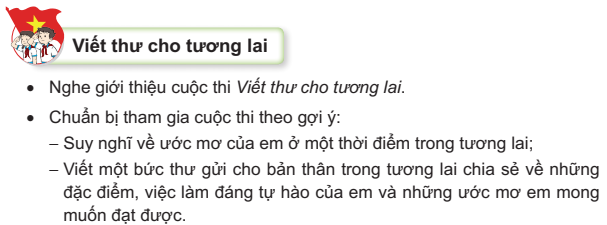 Viết thư cho tương lai
• Nghe giới thiệu cuộc thi Viết thư cho tương lai.
• Chuẩn bị tham gia cuộc thi theo gợi ý:
– Suy nghĩ về ước mơ của em ở một thời điểm trong tương lai;
– Viết một bức thư gửi cho bản thân trong tương lai chia sẻ về những
đặc điểm, việc làm đáng tự hào của em và những ước mơ em mong
muốn đạt được.